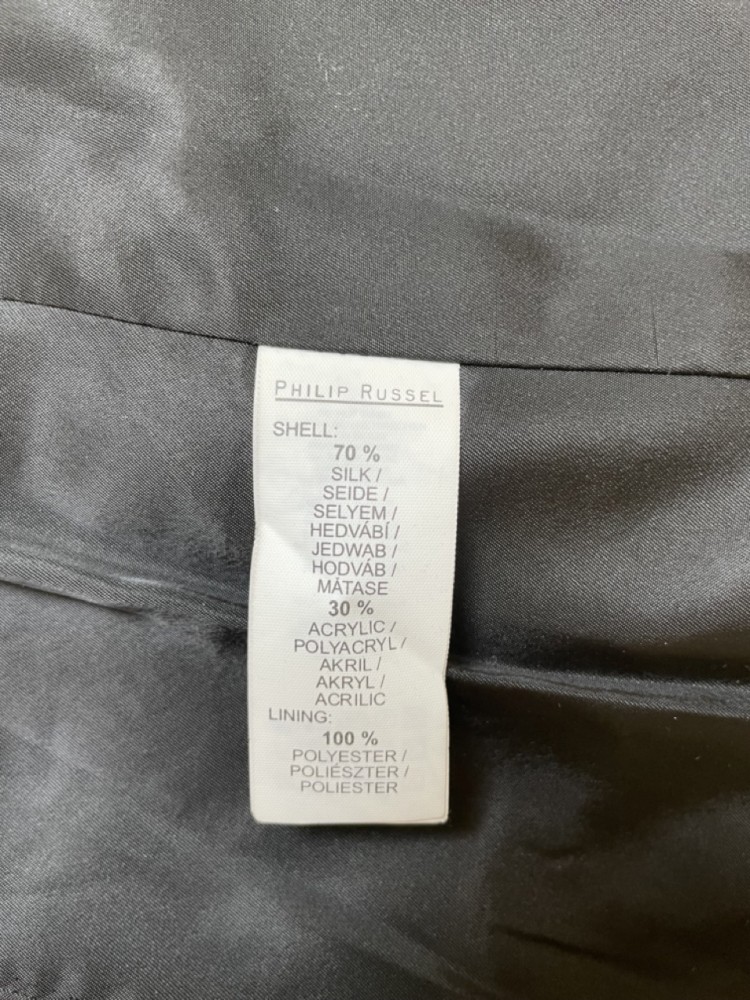 PHILIP RUSSEL
SHELL:
70 %
SILK /
SEIDE /
SELYEM /
HEDVÁBÍ /
JEDWAB /
HODVÁB /
MÁTASE
30 %
ACRYLIC /
POLYACRYL /
AKRIL /
AKRYL /
ACRILIC
LINING:
100 %
POLYESTER /
POLIÉSZTER /
POLIESTER